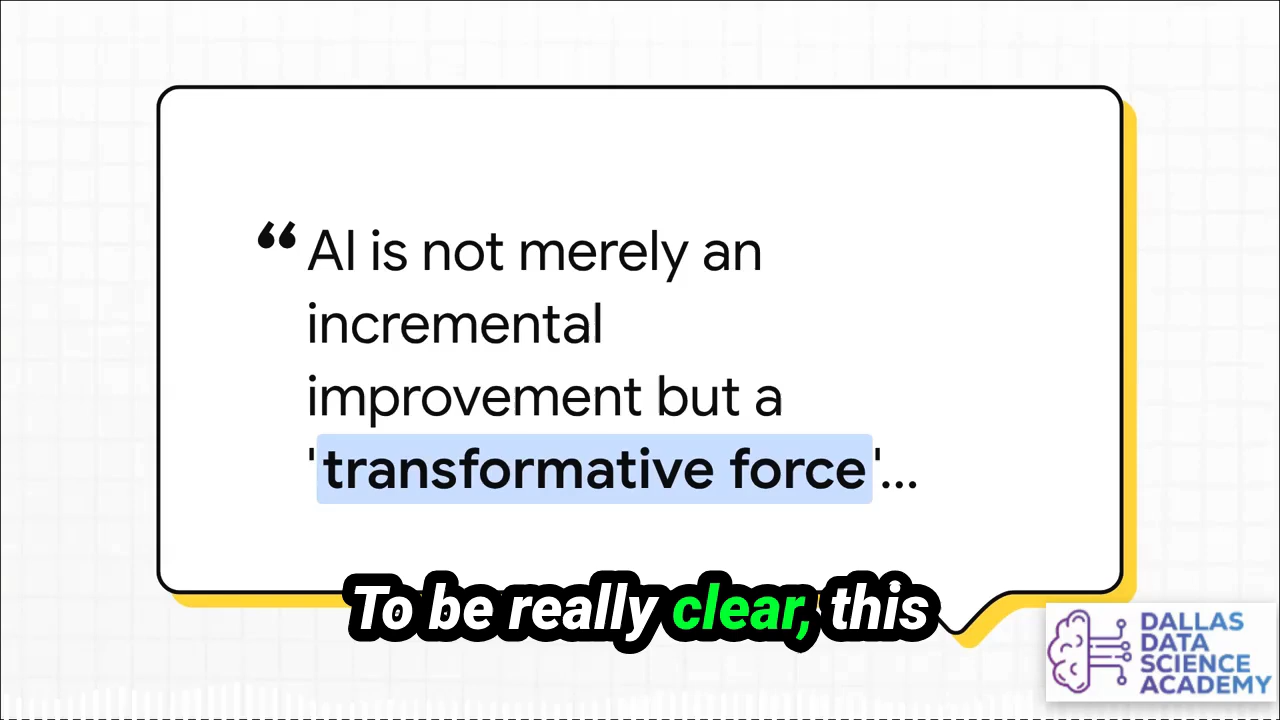 “ AI is not merely an
incremental
improvement but a
'transformative force'...
To be really clear, this
DALLAS
DATA
SCIENCE
ACADEMY